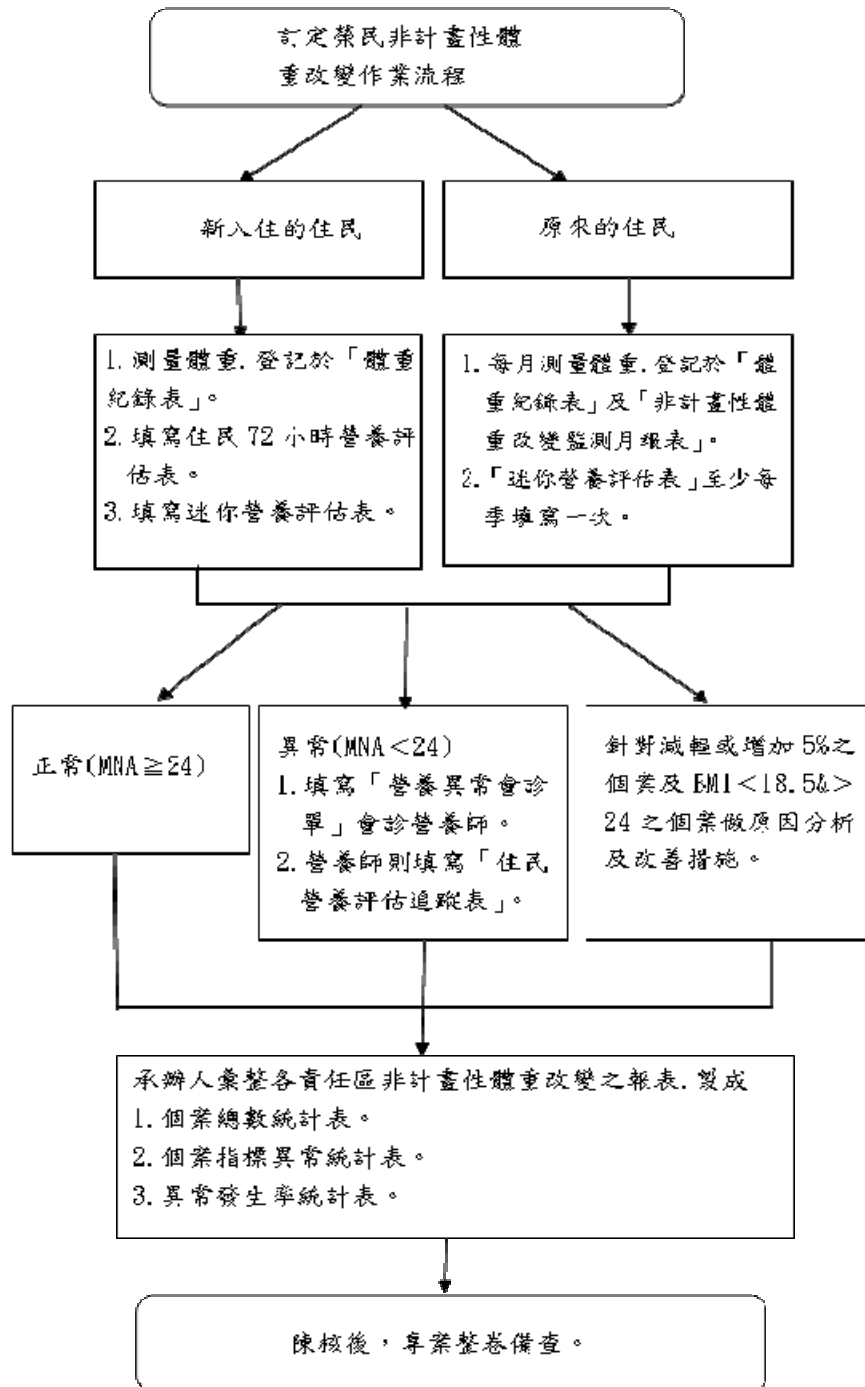 訂定榮民非計畫性體
重改變作業流程
新入住的住民
原來的住民
1.測量體重.登記於「體重
紀錄表」。
2.填寫住民72小時營養評
估表。
3.填寫迷你營養評估表。
1.每月測量體重.登記於「體
重紀錄表」及「非計畫性體
重改變監測月報表」。
2.「迷你營養評估表」至少每
季填寫一次。
正常(MNA≧24)
異常(MNA<24)
1.填寫「營養異常會診
單」會診營養師。
2.營養師則填寫「住民
營養評估追蹤表」。
針對減輕或增加5%之
個案及BMI<18.5&>
24之個案做原因分析
及改善措施。
承辦人彙整各責任區非計畫性體重改變之報表.製成
1.個案總數統計表。
2.個案指標異常統計表。
3.異常發生率統計表。
陳核後，專案整卷備查。